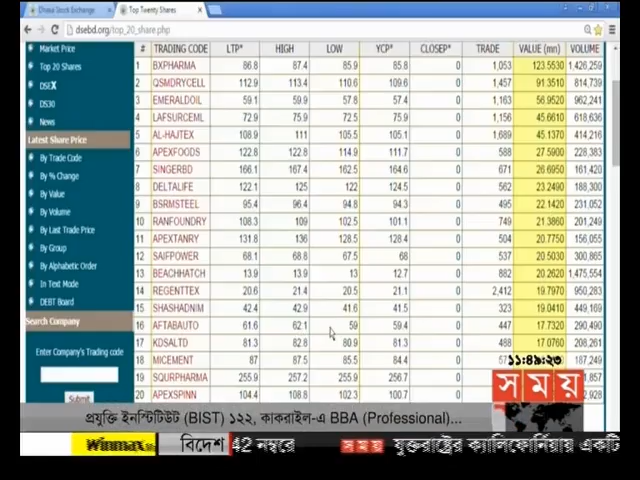 Dhaka Stock Exchange Top Twenty Shares
dsebd.org/top_20_share.php
Market Price
Top 20 Shares
DSEX
DS30
News
Latest Share Price
By Trade Code
By % Change
By Value
By Volume
By Last Trade Price
By Group
By Alphabetic Order
In Text Mode
DEBT Board
Search Company
Enter Company's Trading code
Submit
# TRADING CODE LTP* HIGH LOW YCP* CLOSEP* TRADE VALUE (mn) VOLUME
1 BXPHARMA 86.8 87.4 85.9 85.8 0 1,053 123.5530 1,426,259
2 QSMDRYCELL 112.9 113.4 110.6 109.6 0 1,457 91.3510 814,739
3 EMERALDOIL 59.1 59.9 57.8 57.4 0 1,163 56.9520 962,241
4 LAFSURCEML 72.9 75.9 72.5 72.9 0 1,156 45.6610 618,636
5 AL-HAJTEX 108.9 111 105.5 105.1 0 1,689 45.1370 414,216
6 APEXFOODS 122.8 122.8 114.9 111.7 0 588 27.5900 228,383
7 SINGERBD 166.1 167.4 162.5 164.6 0 671 26.6950 161,420
8 DELTALIFE 122.1 125 122 124.5 0 562 23.2490 188,300
9 BSRMSTEEL 95.4 96.4 94.8 94.3 0 495 22.1420 231,052
10 RANFOUNDRY 108.3 109 102.5 101.1 0 749 21.3860 201,249
11 APEXTANRY 131.8 136 128.5 128.4 0 504 20.7750 156,055
12 SAIFPOWER 68.1 68.8 67.5 68 0 537 20.5030 300,865
13 BEACHHATCH 13.9 13.9 13 12.7 0 882 20.2620 1,475,554
14 REGENTTEX 20.6 21.4 20.5 21.1 0 2,412 19.7970 950,283
15 SHASHADNIM 42.4 42.9 41.6 41.5 0 323 19.0410 449,169
16 AFTABAUTO 61.6 62.1 59 59.4 0 447 17.7320 290,490
17 KDSALTD 81.3 82.8 80.9 81.3 0 488 17.0760 208,261
18 MICEMENT 87 87.5 85.5 84.4 0 187,249
19 SQURPHARMA 255.9 257.2 255.9 256.7 0
20 APEXSPINN 104.4 108.8 102.3 100.7 0
১১:৪৯:২৩
সময়
প্রযুক্তি ইনস্টিটিউট (BIST) ১২২, কাকরাইল-এ BBA (Professional)...
Winmax বিদেশ 42 নম্বরে সময় যুক্তরাষ্ট্রের ক্যালিফোর্নিয়ায় একটি